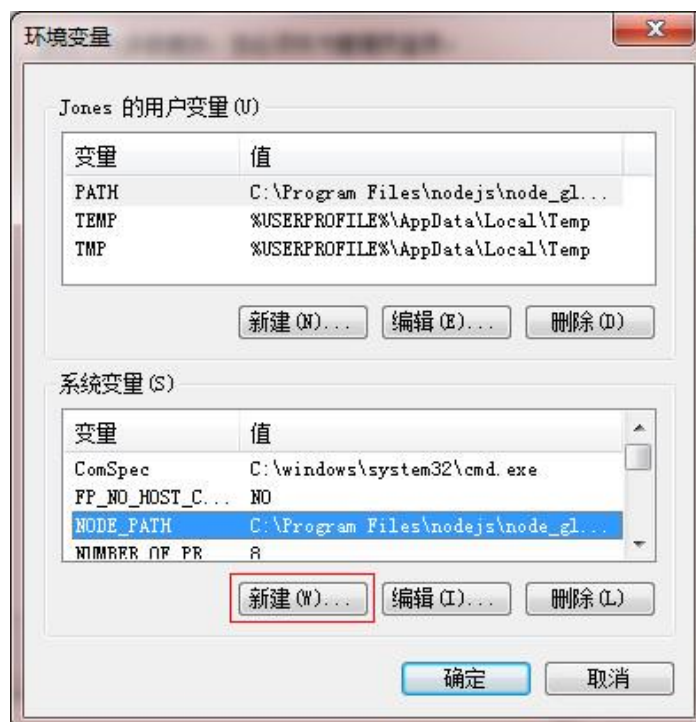 环境变量
Jones 的用户变量(U)
变量 值
PATH C:\Program Files\nodejs\node_gl...
TEMP %USERPROFILE%\AppData\Local\Temp
TMP %USERPROFILE%\AppData\Local\Temp
新建(N)... 编辑(E)... 删除(D)
系统变量(S)
变量 值
ComSpec C:\windows\system32\cmd.exe
FP_NO_HOST_C... NO
NODE_PATH C:\Program Files\nodejs\node_gl...
NUMBER_OF_PR 8
新建(W)... 编辑(I)... 删除(L)
确定 取消